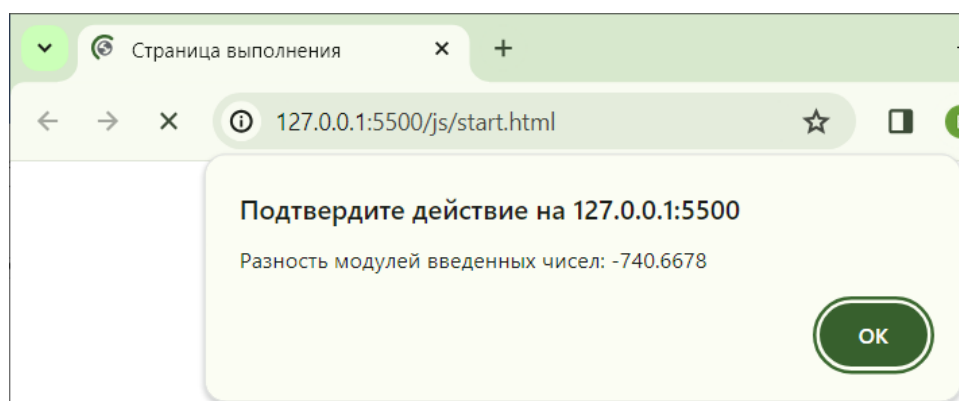 Страница выполнения
127.0.0.1:5500/js/start.html
Подтвердите действие на 127.0.0.1:5500
Разность модулей введенных чисел: -740.6678
ОК